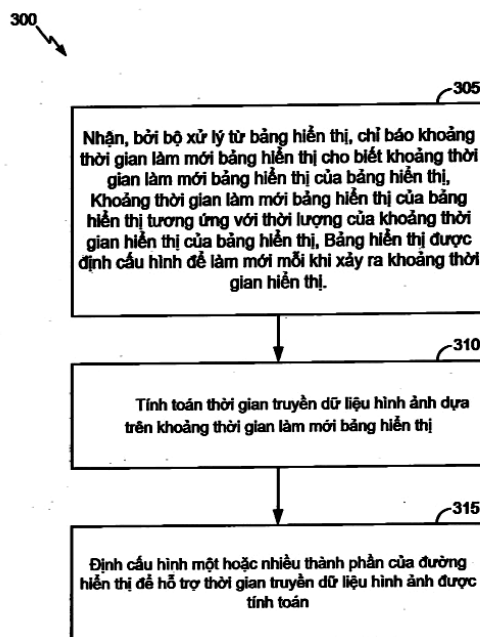 300
305
Nhận, bởi bộ xử lý từ bảng hiển thị, chỉ báo khoảng
thời gian làm mới bảng hiển thị cho biết khoảng thời
gian làm mới bảng hiển thị của bảng hiển thị,
Khoảng thời gian làm mới bảng hiển thị của bảng
hiển thị tương ứng với thời lượng của khoảng thời
gian hiển thị của bảng hiển thị, Bảng hiển thị được
định cấu hình để làm mới mỗi khi xảy ra khoảng thời
gian hiển thị.
310
Tính toán thời gian truyền dữ liệu hình ảnh dựa
trên khoảng thời gian làm mới bảng hiển thị
315
Định cấu hình một hoặc nhiều thành phần của đường
hiển thị để hỗ trợ thời gian truyền dữ liệu hình ảnh được
tính toán